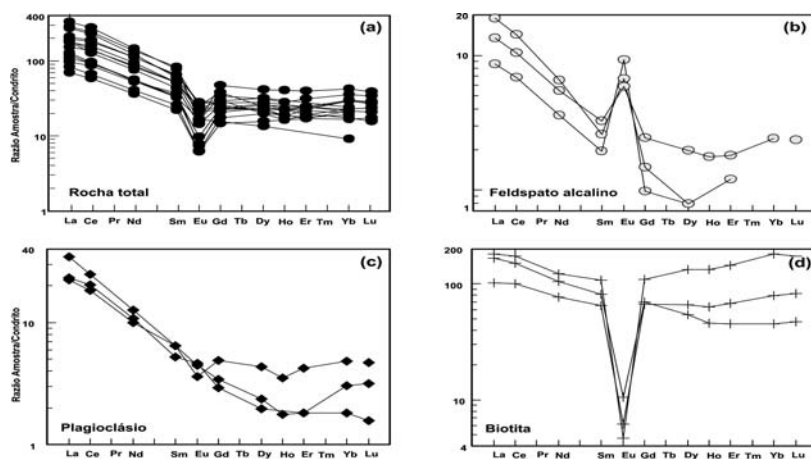 400
100
10
1
(a)
Razão Amostra/Condrito
Rocha total
La Ce Pr Nd Sm Eu Gd Tb Dy Ho Er Tm Yb Lu
20
10
1
(b)
Feldspato alcalino
La Ce Pr Nd Sm Eu Gd Tb Dy Ho Er Tm Yb Lu
40
10
1
(c)
Razão Amostra/Condrito
Plagioclásio
La Ce Pr Nd Sm Eu Gd Tb Dy Ho Er Tm Yb Lu
200
100
10
4
(d)
Biotita
La Ce Pr Nd Sm Eu Gd Tb Dy Ho Er Tm Yb Lu